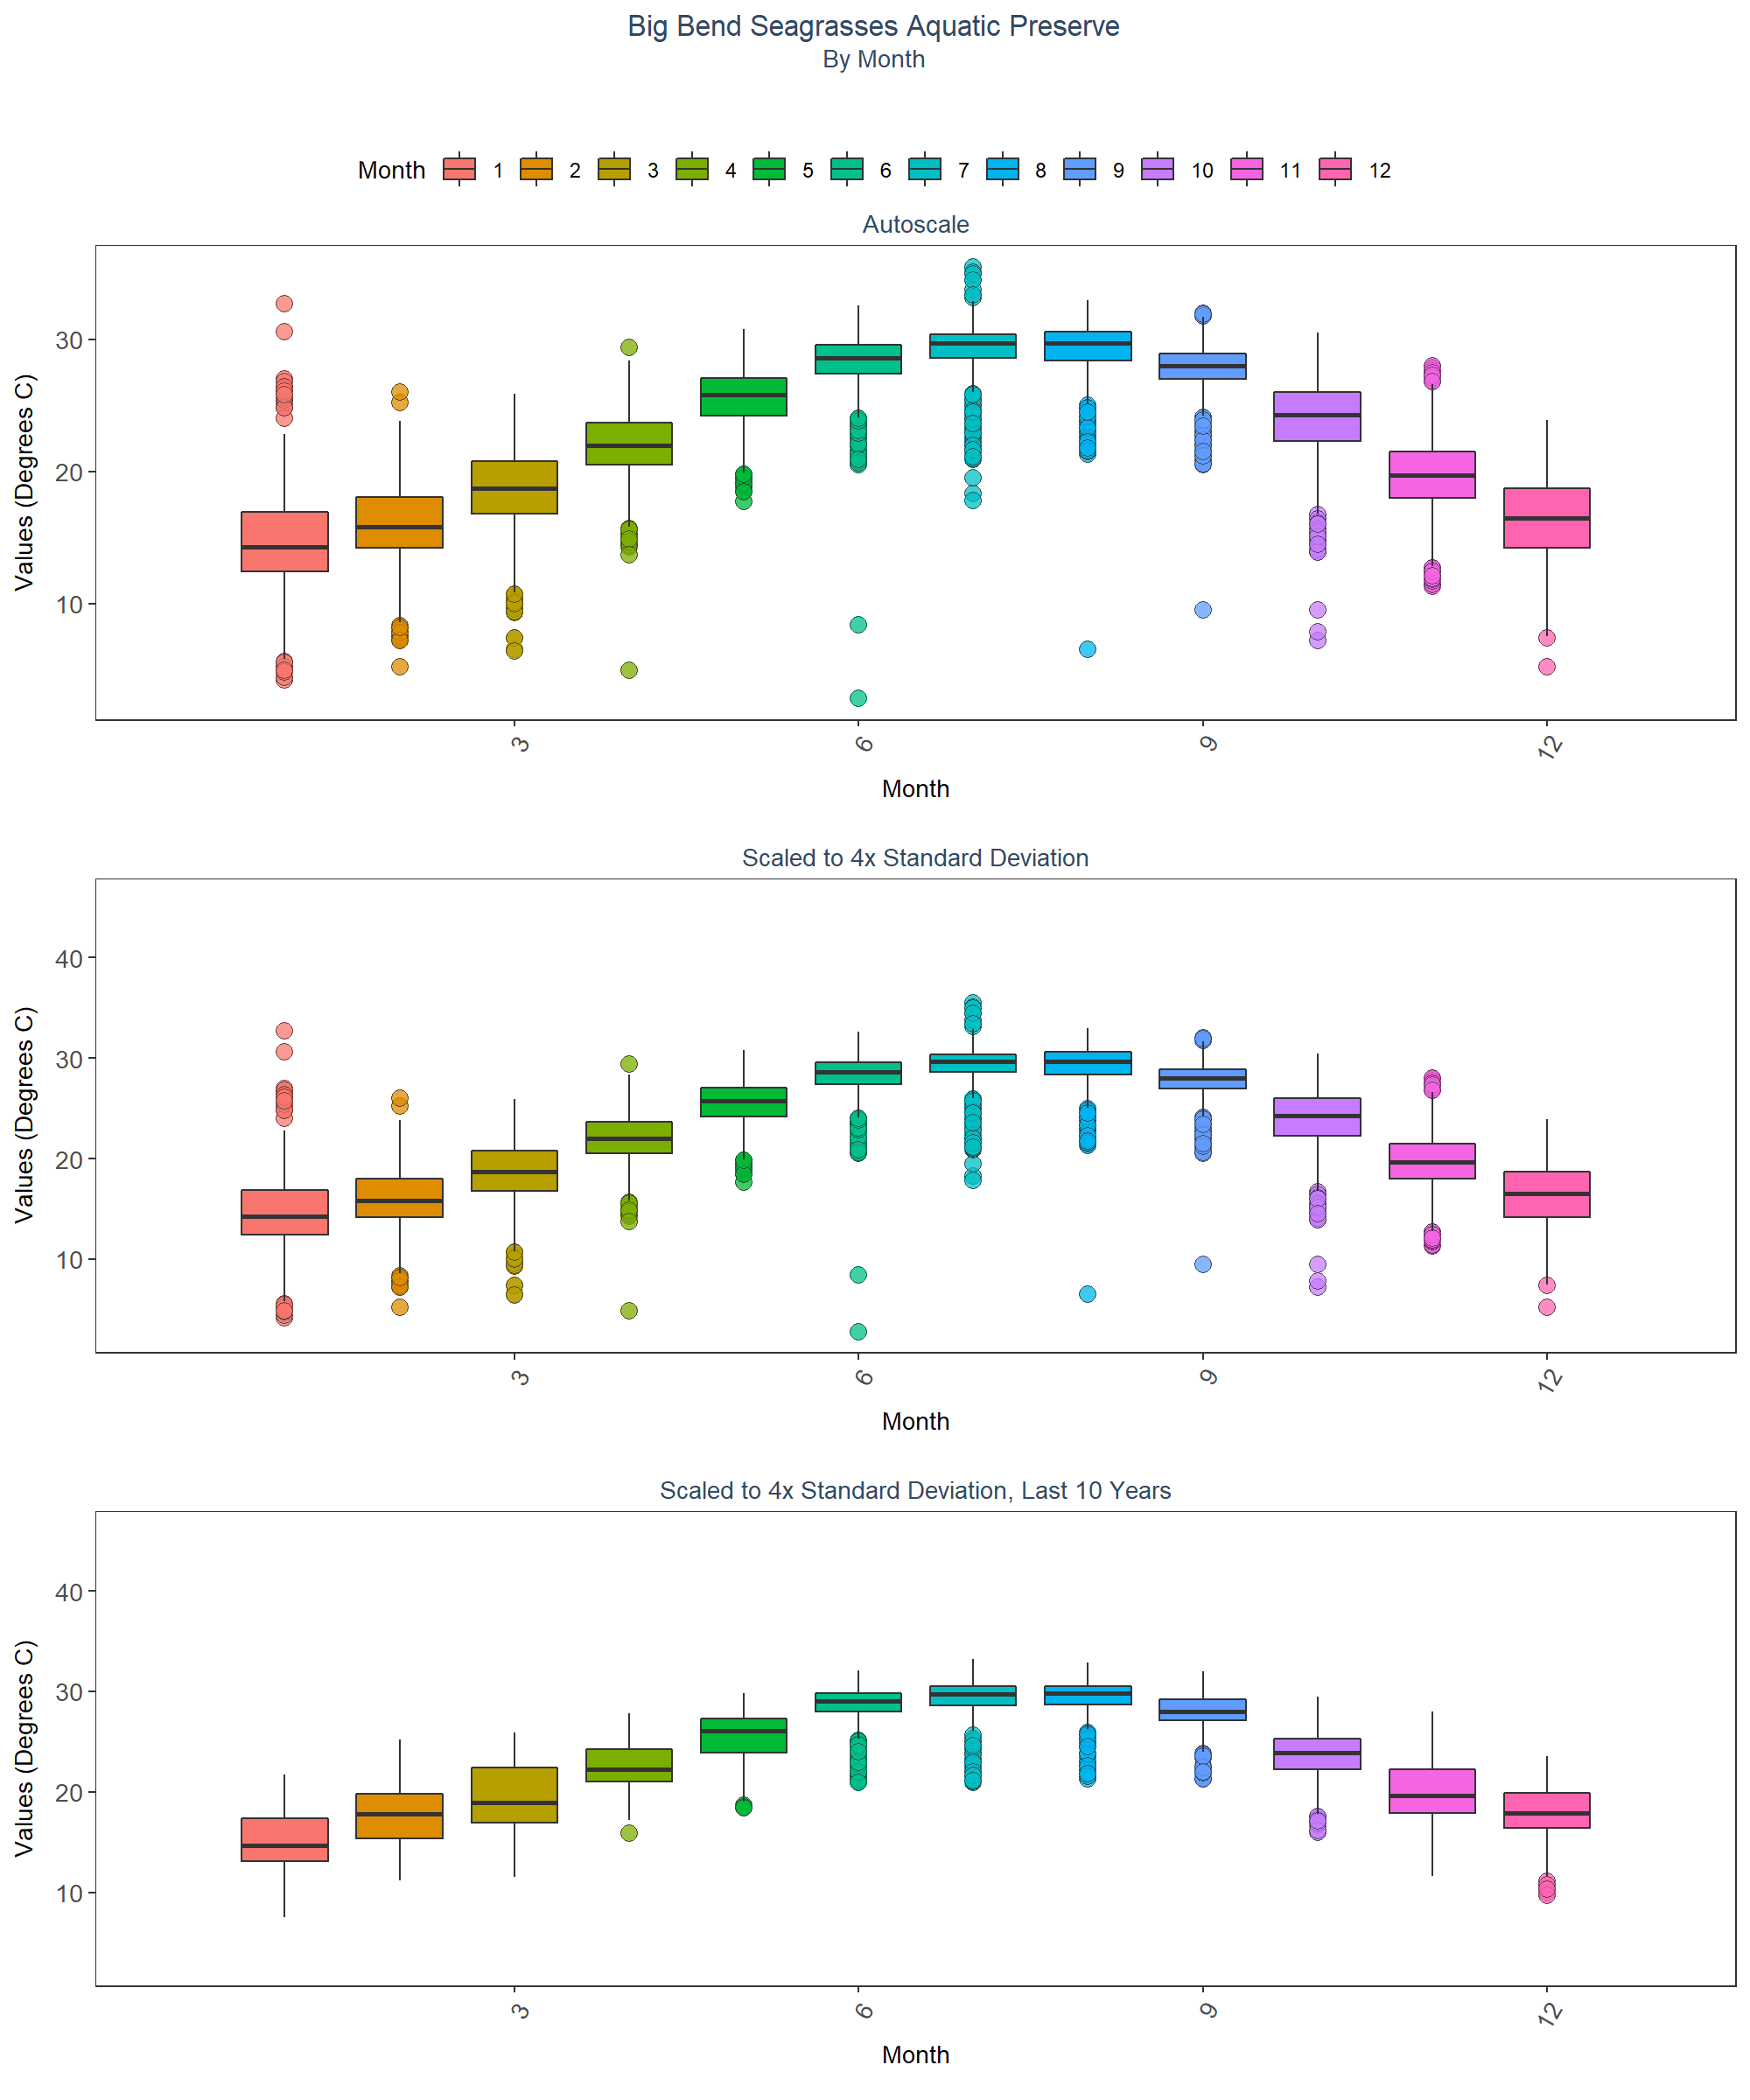 Big Bend Seagrasses Aquatic Preserve
By Month
Month 1 2 3 4 5 6 7 8 9 10 11 12
Autoscale
Values (Degrees C)
30
20
10
3 6 9 12
Month
Scaled to 4x Standard Deviation
Values (Degrees C)
40
30
20
10
3 6 9 12
Month
Scaled to 4x Standard Deviation, Last 10 Years
Values (Degrees C)
40
30
20
10
3 6 9 12
Month